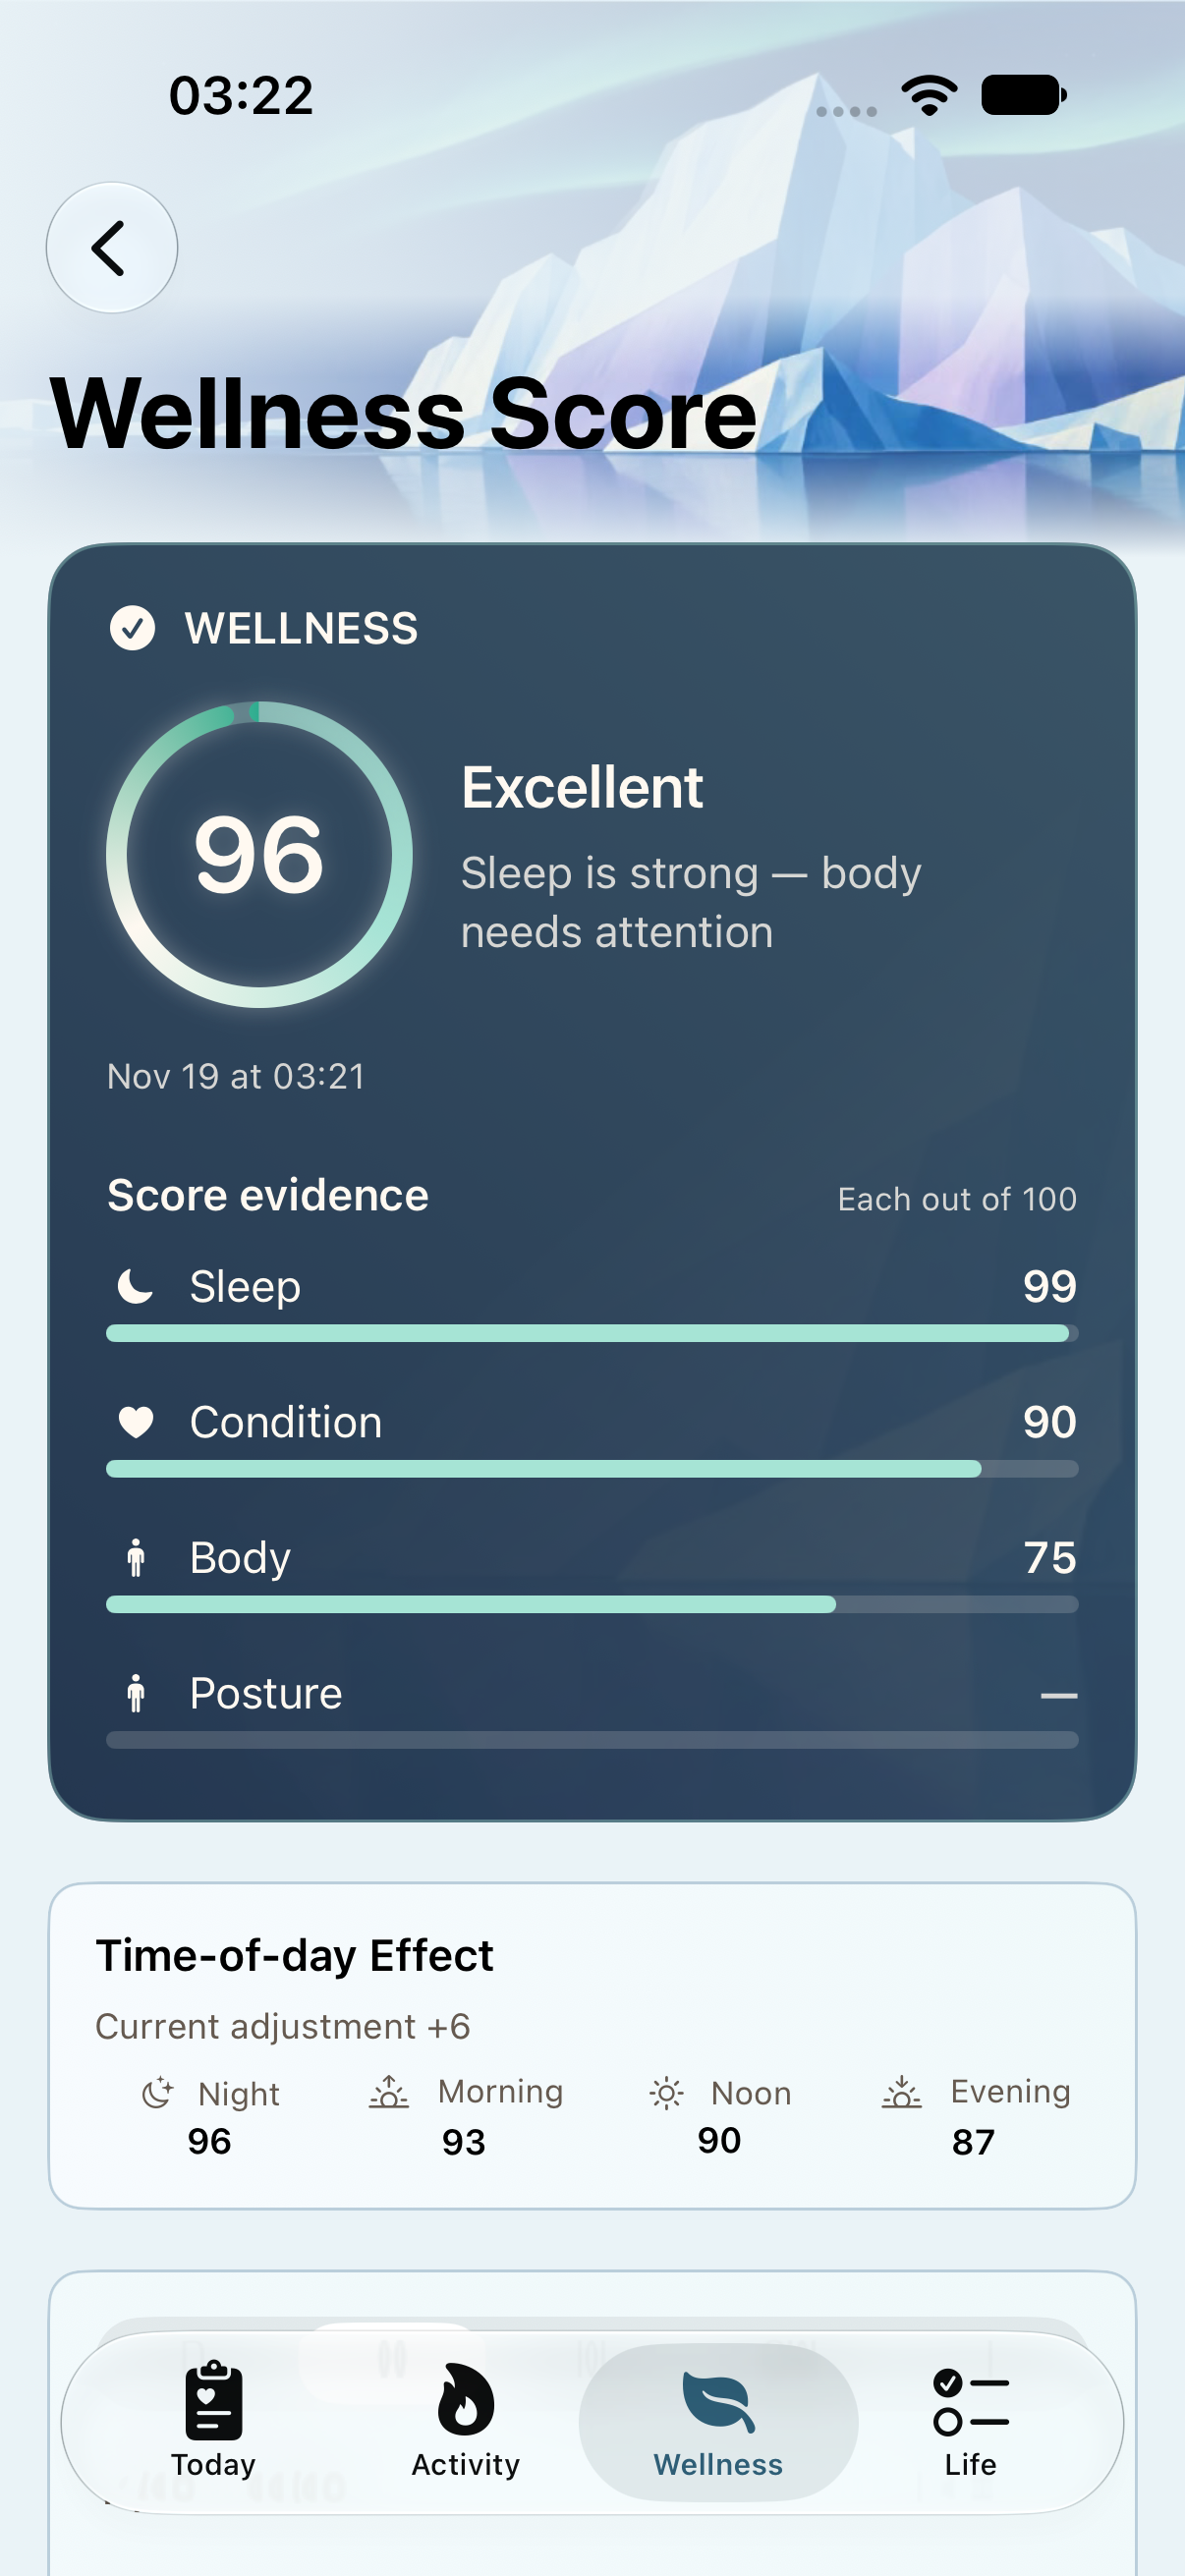 03:22
Wellness Score
WELLNESS
96
Excellent
Sleep is strong — body
needs attention
Nov 19 at 03:21
Score evidence
Each out of 100
Sleep
99
Condition
90
Body
75
Posture
—
Time-of-day Effect
Current adjustment +6
Night
Morning
Noon
Evening
96
93
90
87
Today
Activity
Wellness
Life